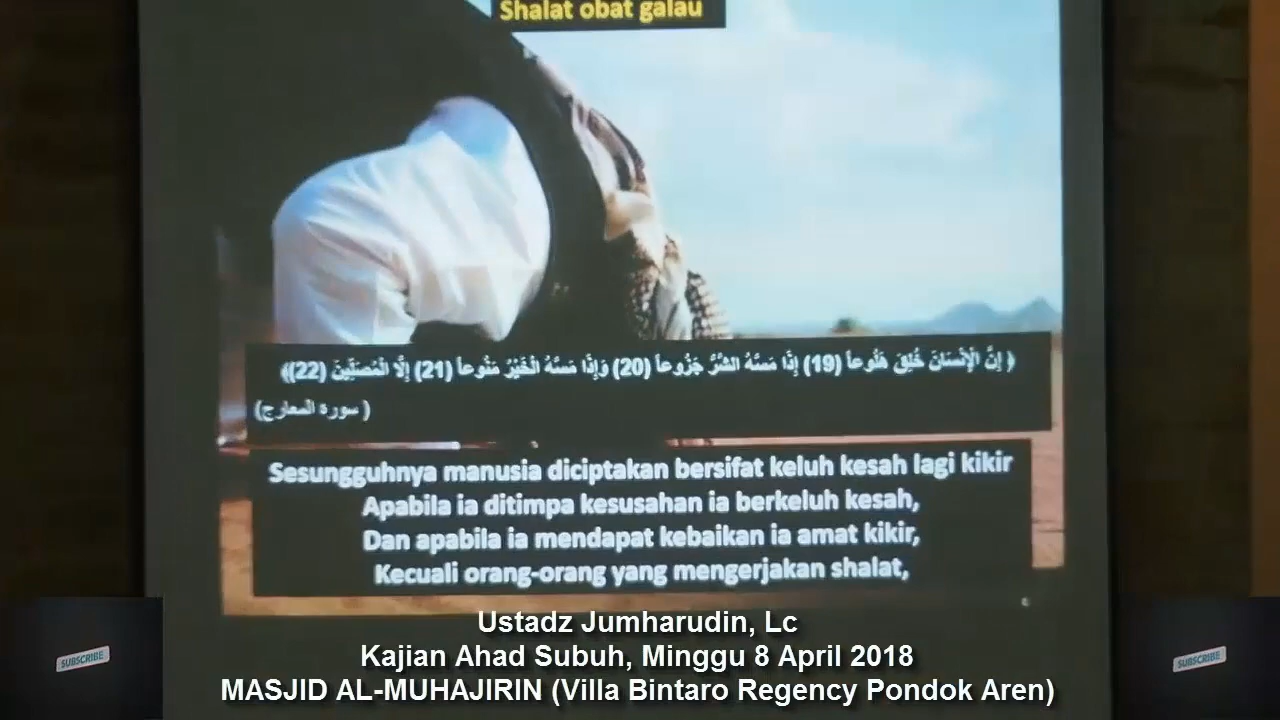 Shalat obat galau
﴿ إِنَّ الْإِنْسَانَ خُلِقَ هَلُوعاً (19) إِذَا مَسَّهُ الشَّرُّ جَزُوعاً (20) وَإِذَا مَسَّهُ الْخَيْرُ مَنُوعاً (21) إِلَّا الْمُصَلِّينَ (22)﴾
( سورة المعارج)
Sesungguhnya manusia diciptakan bersifat keluh kesah lagi kikir
Apabila ia ditimpa kesusahan ia berkeluh kesah,
Dan apabila ia mendapat kebaikan ia amat kikir,
Kecuali orang-orang yang mengerjakan shalat,
Ustadz Jumharudin, Lc
SUBSCRIBE
Kajian Ahad Subuh, Minggu 8 April 2018
SUBSCRIBE
MASJID AL-MUHAJIRIN (Villa Bintaro Regency Pondok Aren)